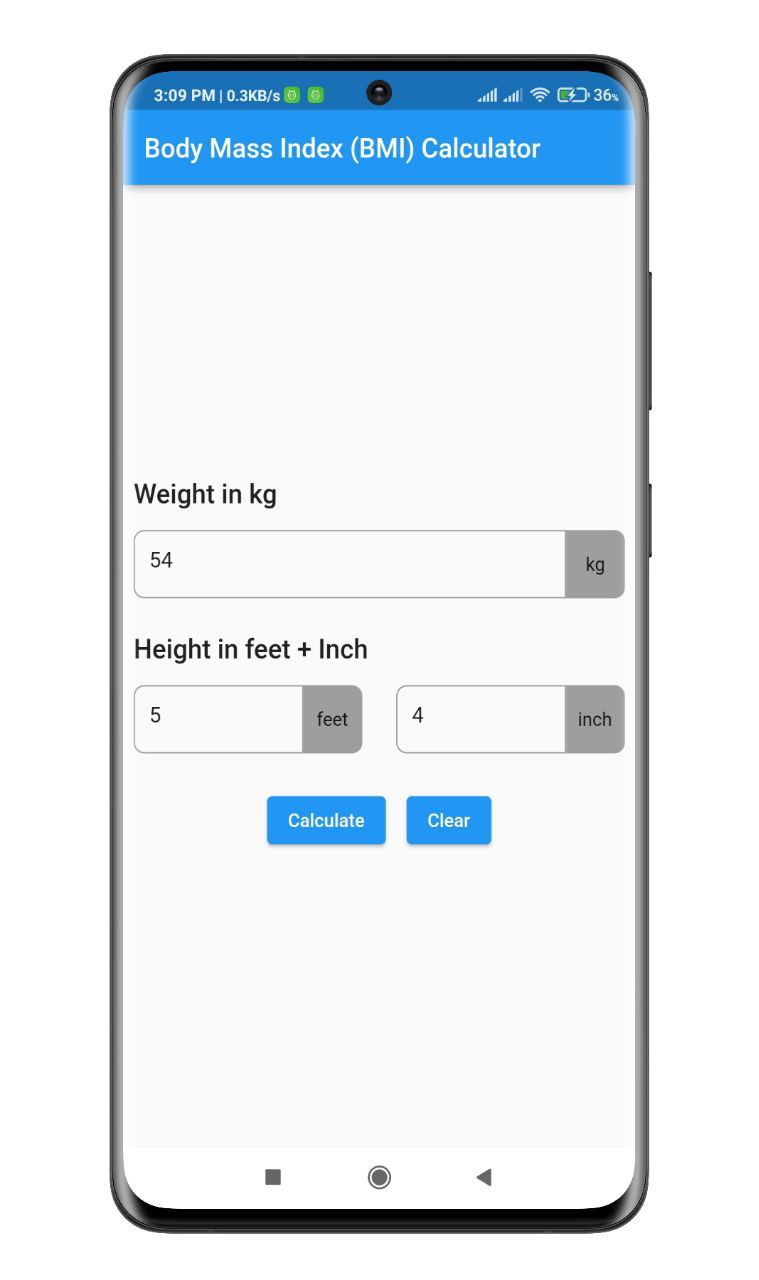 3:09 PM | 0.3KB/s 36%
Body Mass Index (BMI) Calculator
Weight in kg
54 kg
Height in feet + Inch
5 feet 4 inch
Calculate Clear